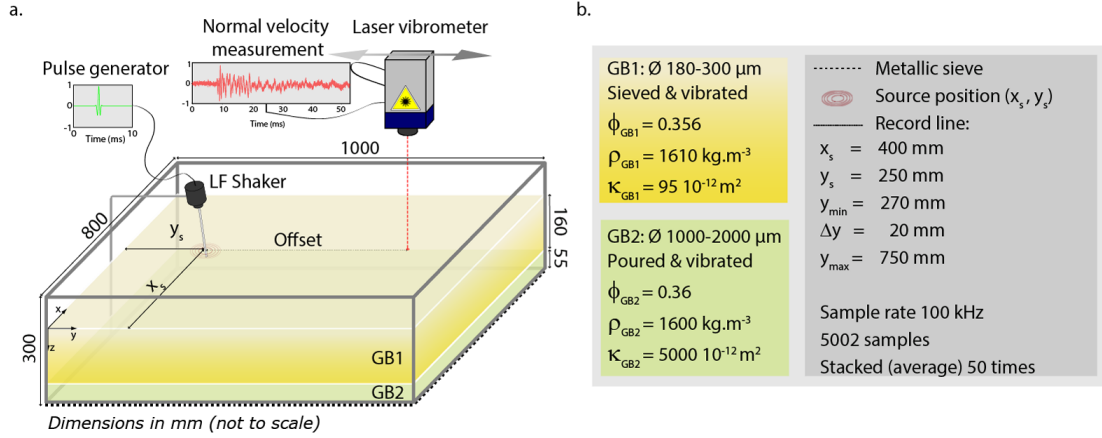 a.
Normal velocity
measurement
Laser vibrometer
Pulse generator
1
0
-1
0
10
Time (ms)
1
0
-1
10
20
30
40
50
Time (ms)
LF Shaker
1000
800
300
160
55
yₛ
xₛ
Offset
x
y
z
GB1
GB2
Dimensions in mm (not to scale)
b.
GB1: Ø 180-300 µm
Sieved & vibrated
ϕGB1 = 0.356
ρGB1 = 1610 kg.m⁻³
κGB1 = 95 10⁻¹² m²
GB2: Ø 1000-2000 µm
Poured & vibrated
ϕGB2 = 0.36
ρGB2 = 1600 kg.m⁻³
κGB2 = 5000 10⁻¹² m²
Metallic sieve
Source position (xₛ, yₛ)
Record line:
xₛ = 400 mm
yₛ = 250 mm
ymin = 270 mm
Δy = 20 mm
ymax = 750 mm
Sample rate 100 kHz
5002 samples
Stacked (average) 50 times